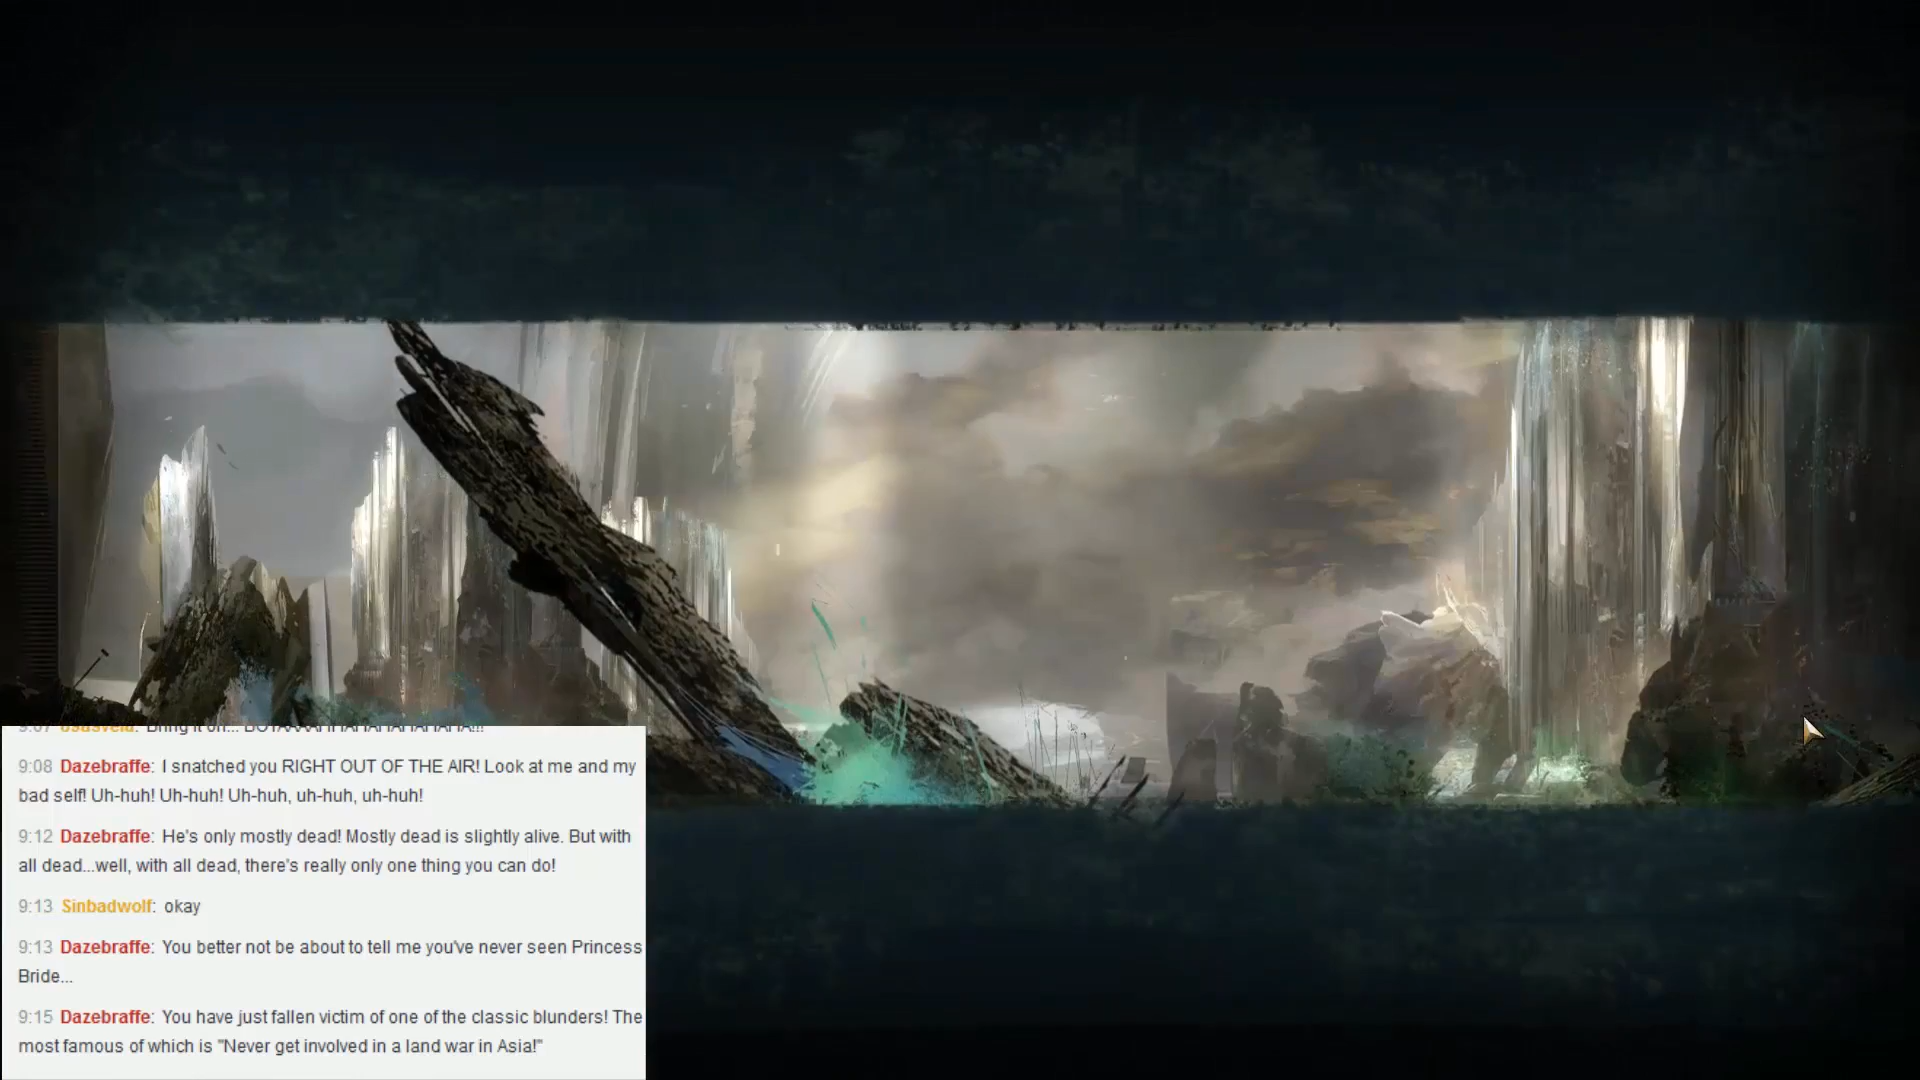 9:08 Dazebraffe: I snatched you RIGHT OUT OF THE AIR! Look at me and my
bad self! Uh-huh! Uh-huh! Uh-huh, uh-huh, uh-huh!
9:12 Dazebraffe: He's only mostly dead! Mostly dead is slightly alive. But with
all dead...well, with all dead, there's really only one thing you can do!
9:13 Sinbadwolf: okay
9:13 Dazebraffe: You better not be about to tell me you've never seen Princess
Bride...
9:15 Dazebraffe: You have just fallen victim of one of the classic blunders! The
most famous of which is "Never get involved in a land war in Asia!"